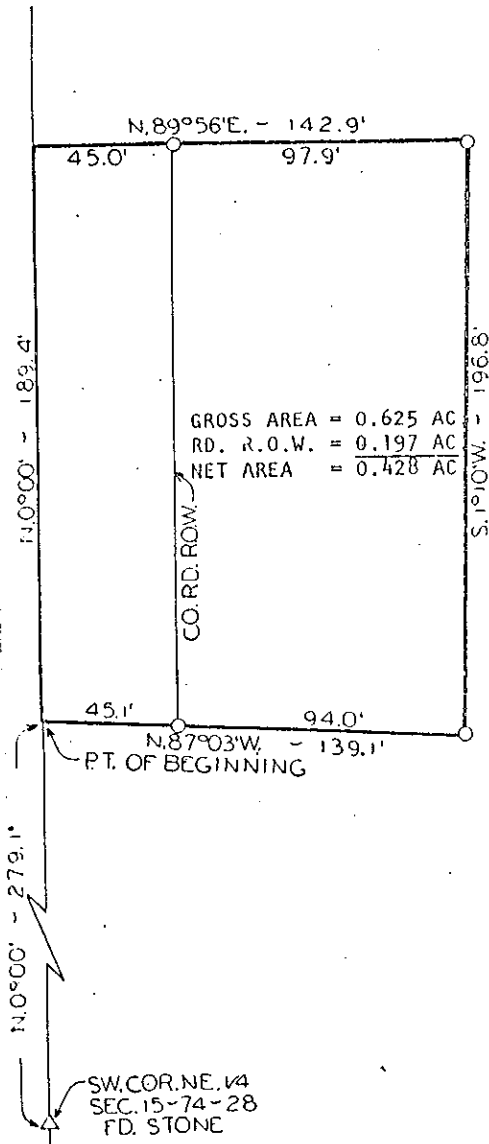 N.89°56'E. - 142.9'
45.0'
97.9'
N.0°00' - 189.4'
S.1°10'W. - 196.8'
GROSS AREA = 0.625 AC
RD. R.O.W. = 0.197 AC
NET AREA = 0.428 AC
CO. RD. R.O.W.
45.1'
94.0'
N.87°03'W. - 139.1'
P.T. OF BEGINNING
N.0°00' - 279.1'
SW. COR. NE. 1/4
SEC. 15-74-28
FD. STONE